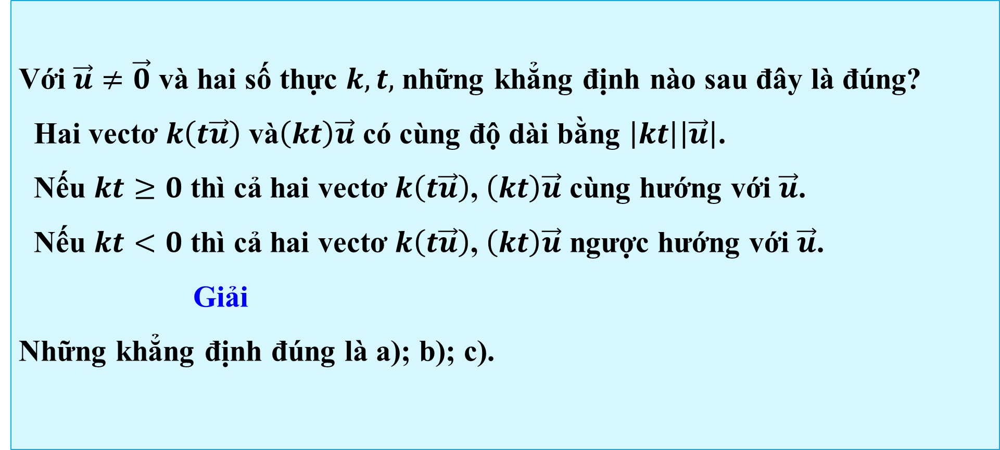 Với $\vec{u} \neq \vec{0}$ và hai số thực k, t, những khẳng định nào sau đây là đúng?
Hai vectơ $k(t\vec{u})$ và$(kt)\vec{u}$ có cùng độ dài bằng $|kt||\vec{u}|$.
Nếu $kt \geq 0$ thì cả hai vectơ $k(t\vec{u})$, $(kt)\vec{u}$ cùng hướng với $\vec{u}$.
Nếu $kt < 0$ thì cả hai vectơ $k(t\vec{u})$, $(kt)\vec{u}$ ngược hướng với $\vec{u}$.
Giải
Những khẳng định đúng là a); b); c).